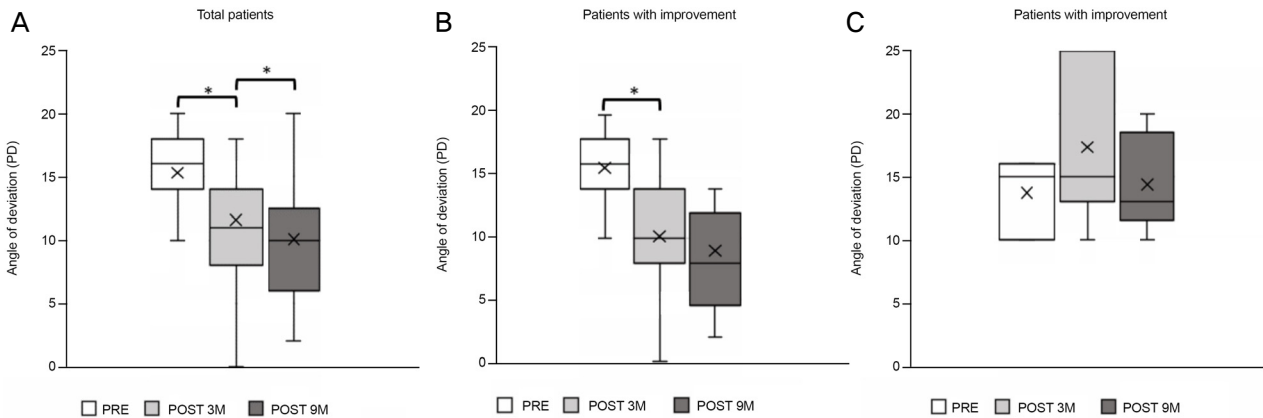 A
Total patients
25
20
15
10
5
0
Angle of deviation (PD)
*
*
PRE POST 3M POST 9M
B
Patients with improvement
25
20
15
10
5
0
Angle of deviation (PD)
*
PRE POST 3M POST 9M
C
Patients with improvement
25
20
15
10
5
0
Angle of deviation (PD)
PRE POST 3M POST 9M